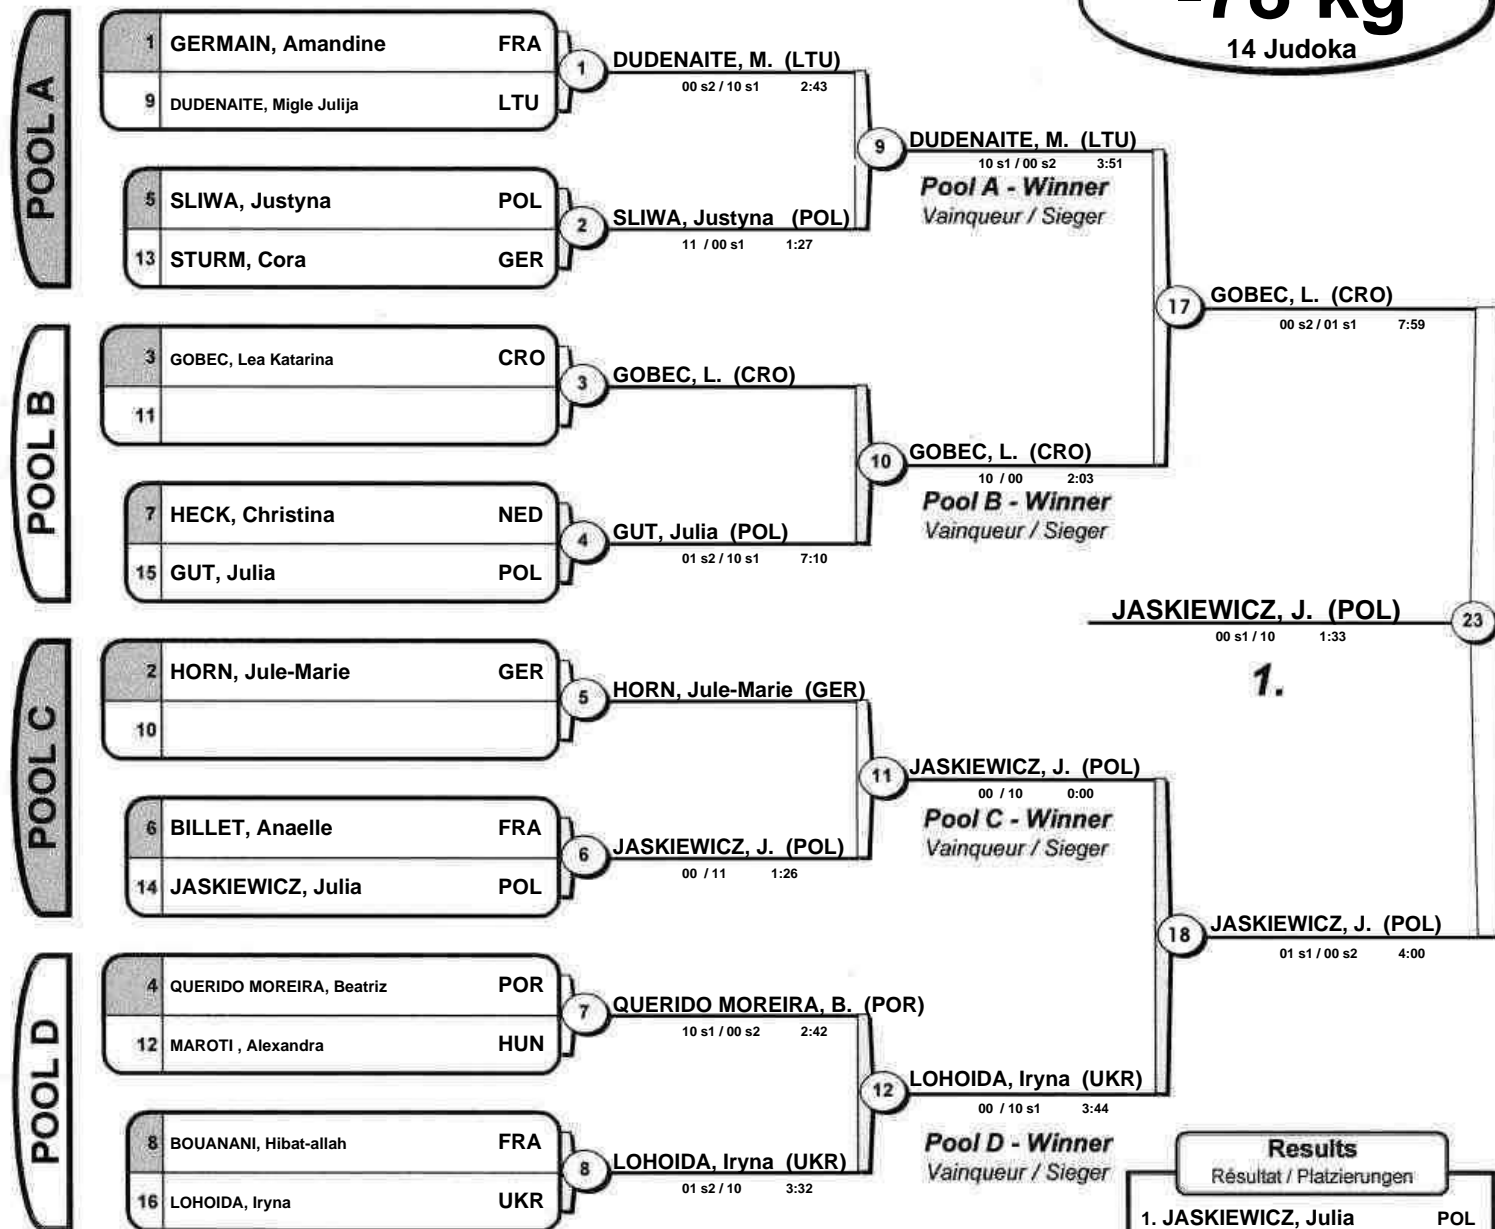 -78 kg
14 Judoka
POOL A
1 GERMAIN, Amandine FRA
9 DUDENAITE, Migle Julija LTU
1
DUDENAITE, M. (LTU)
00 s2 / 10 s1 2:43
5 SLIWA, Justyna POL
13 STURM, Cora GER
2
SLIWA, Justyna (POL)
11 / 00 s1 1:27
9
DUDENAITE, M. (LTU)
10 s1 / 00 s2 3:51
Pool A - Winner
Vainqueur / Sieger
POOL B
3 GOBEC, Lea Katarina CRO
11
3
GOBEC, L. (CRO)
7 HECK, Christina NED
15 GUT, Julia POL
4
GUT, Julia (POL)
01 s2 / 10 s1 7:10
10
GOBEC, L. (CRO)
10 / 00 2:03
Pool B - Winner
Vainqueur / Sieger
17
GOBEC, L. (CRO)
00 s2 / 01 s1 7:59
JASKIEWICZ, J. (POL)
23
00 s1 / 10 1:33
1.
POOL C
2 HORN, Jule-Marie GER
10
5
HORN, Jule-Marie (GER)
6 BILLET, Anaelle FRA
14 JASKIEWICZ, Julia POL
6
JASKIEWICZ, J. (POL)
00 / 11 1:26
11
JASKIEWICZ, J. (POL)
00 / 10 0:00
Pool C - Winner
Vainqueur / Sieger
18
JASKIEWICZ, J. (POL)
01 s1 / 00 s2 4:00
POOL D
4 QUERIDO MOREIRA, Beatriz POR
12 MAROTI , Alexandra HUN
7
QUERIDO MOREIRA, B. (POR)
10 s1 / 00 s2 2:42
8 BOUANANI, Hibat-allah FRA
16 LOHOIDA, Iryna UKR
8
LOHOIDA, Iryna (UKR)
01 s2 / 10 3:32
12
LOHOIDA, Iryna (UKR)
00 / 10 s1 3:44
Pool D - Winner
Vainqueur / Sieger
Results
Résultat / Platzierungen
1. JASKIEWICZ, Julia POL